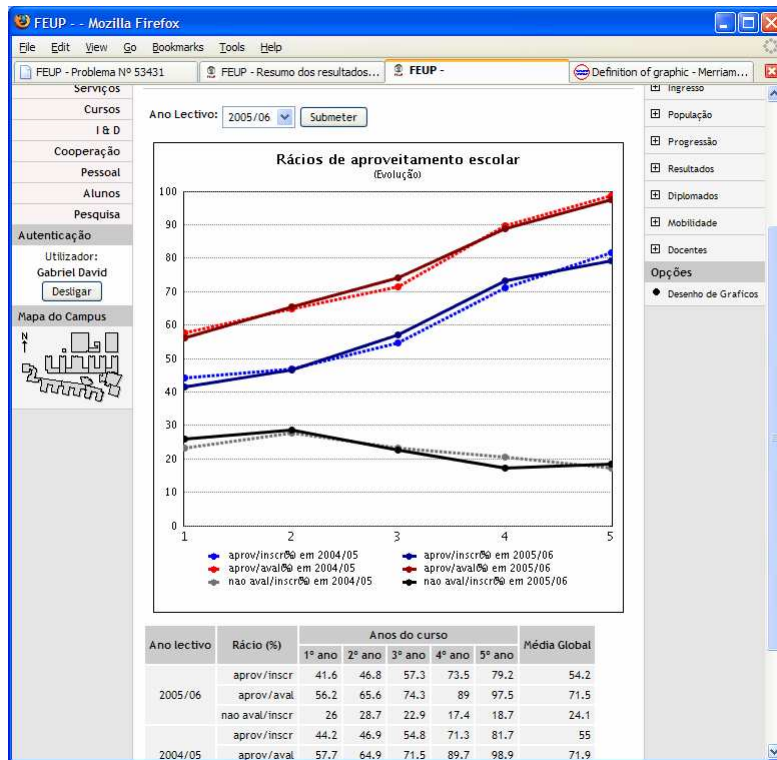 FEUP - - Mozilla Firefox
File Edit View Go Bookmarks Tools Help
FEUP - Problema Nº 53431
FEUP - Resumo dos resultados...
FEUP -
Definition of graphic - Merriam...
Serviços
Cursos
I & D
Cooperação
Pessoal
Alunos
Pesquisa
Autenticação
Utilizador:
Gabriel David
Desligar
Mapa do Campus
N
Ano Lectivo: 2005/06 Submeter
Rácios de aproveitamento escolar
(Evolução)
100
90
80
70
60
50
40
30
20
10
0
1 2 3 4 5
aprov/inscr em 2004/05 aprov/inscr em 2005/06
aprov/aval em 2004/05 aprov/aval em 2005/06
nao aval/inscr em 2004/05 nao aval/inscr em 2005/06
Ano lectivo Rácio (%) Anos do curso Média Global
1º ano 2º ano 3º ano 4º ano 5º ano
2005/06
aprov/inscr 41.6 46.8 57.3 73.5 79.2 54.2
aprov/aval 56.2 65.6 74.3 89 97.5 71.5
nao aval/inscr 26 28.7 22.9 17.4 18.7 24.1
2004/05
aprov/inscr 44.2 46.9 54.8 71.3 81.7 55
aprov/aval 57.7 64.9 71.5 89.7 98.9 71.9
Ingresso
População
Progressão
Resultados
Diplomados
Mobilidade
Docentes
Opções
Desenho de Graficos